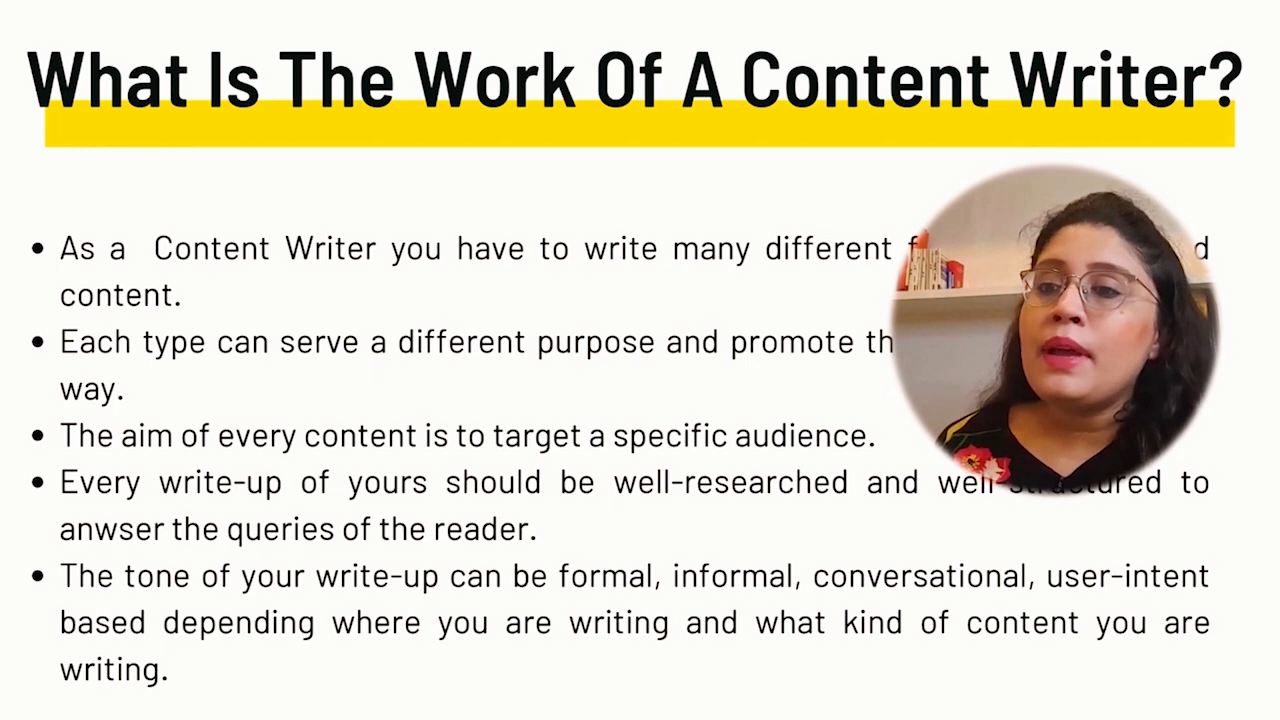 What Is The Work Of A Content Writer?
• As a Content Writer you have to write many different
content.
• Each type can serve a different purpose and promote
way.
• The aim of every content is to target a specific audience.
• Every write-up of yours should be well-researched and well-structured to
anwser the queries of the reader.
• The tone of your write-up can be formal, informal, conversational, user-intent
based depending where you are writing and what kind of content you are
writing.